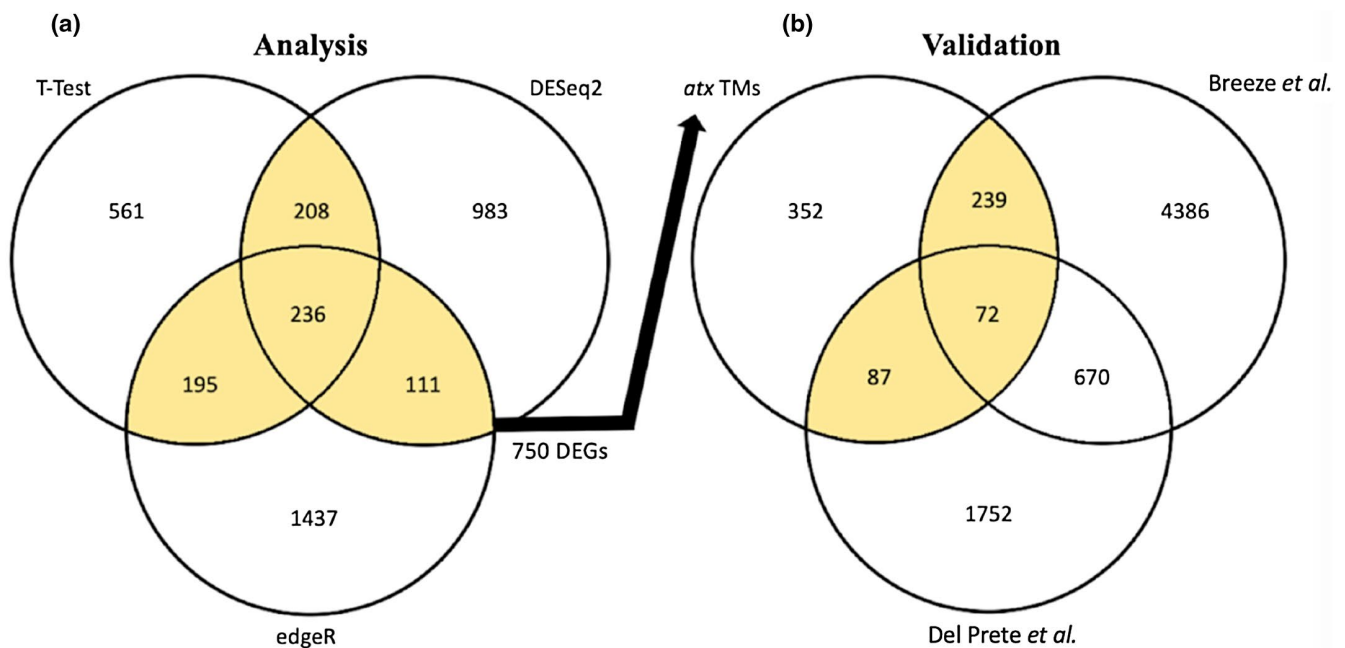 (a)
Analysis
T-Test
DESeq2
561
208
983
236
195
111
750 DEGs
1437
edgeR
(b)
Validation
atx TMs
Breeze et al.
352
239
4386
72
87
670
1752
Del Prete et al.